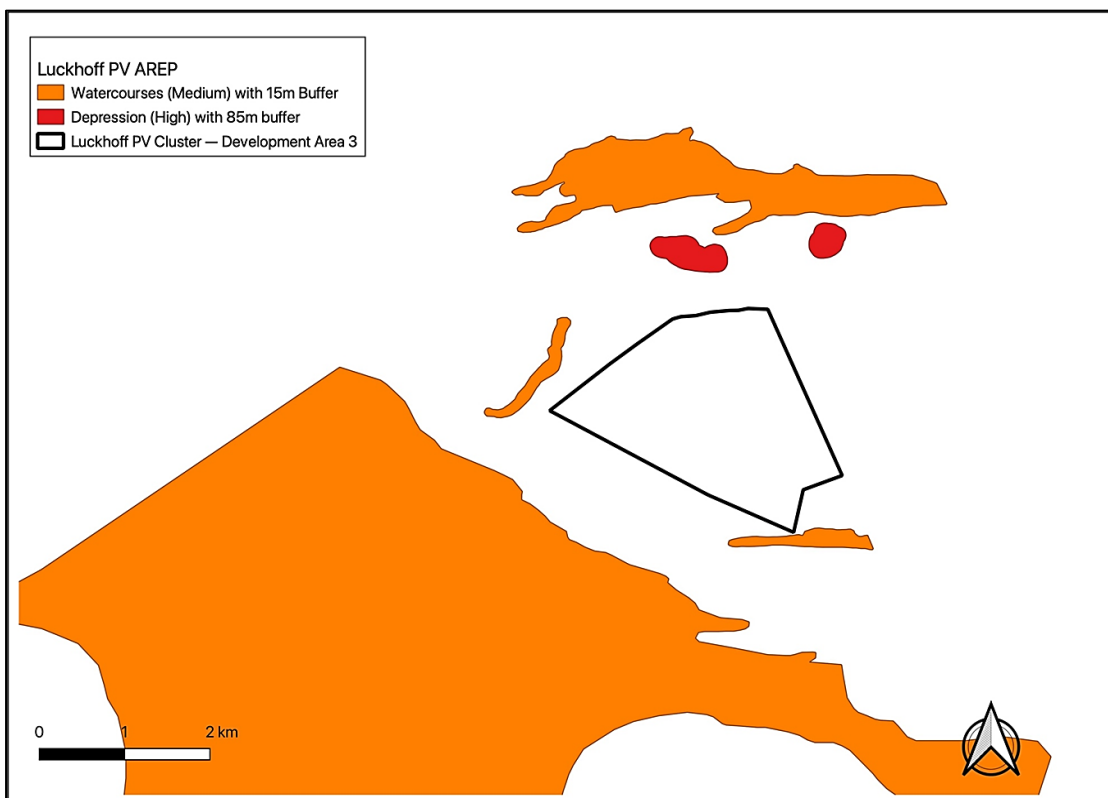 Luckhoff PV AREP
Watercourses (Medium) with 15m Buffer
Depression (High) with 85m buffer
Luckhoff PV Cluster — Development Area 3
0 1 2 km